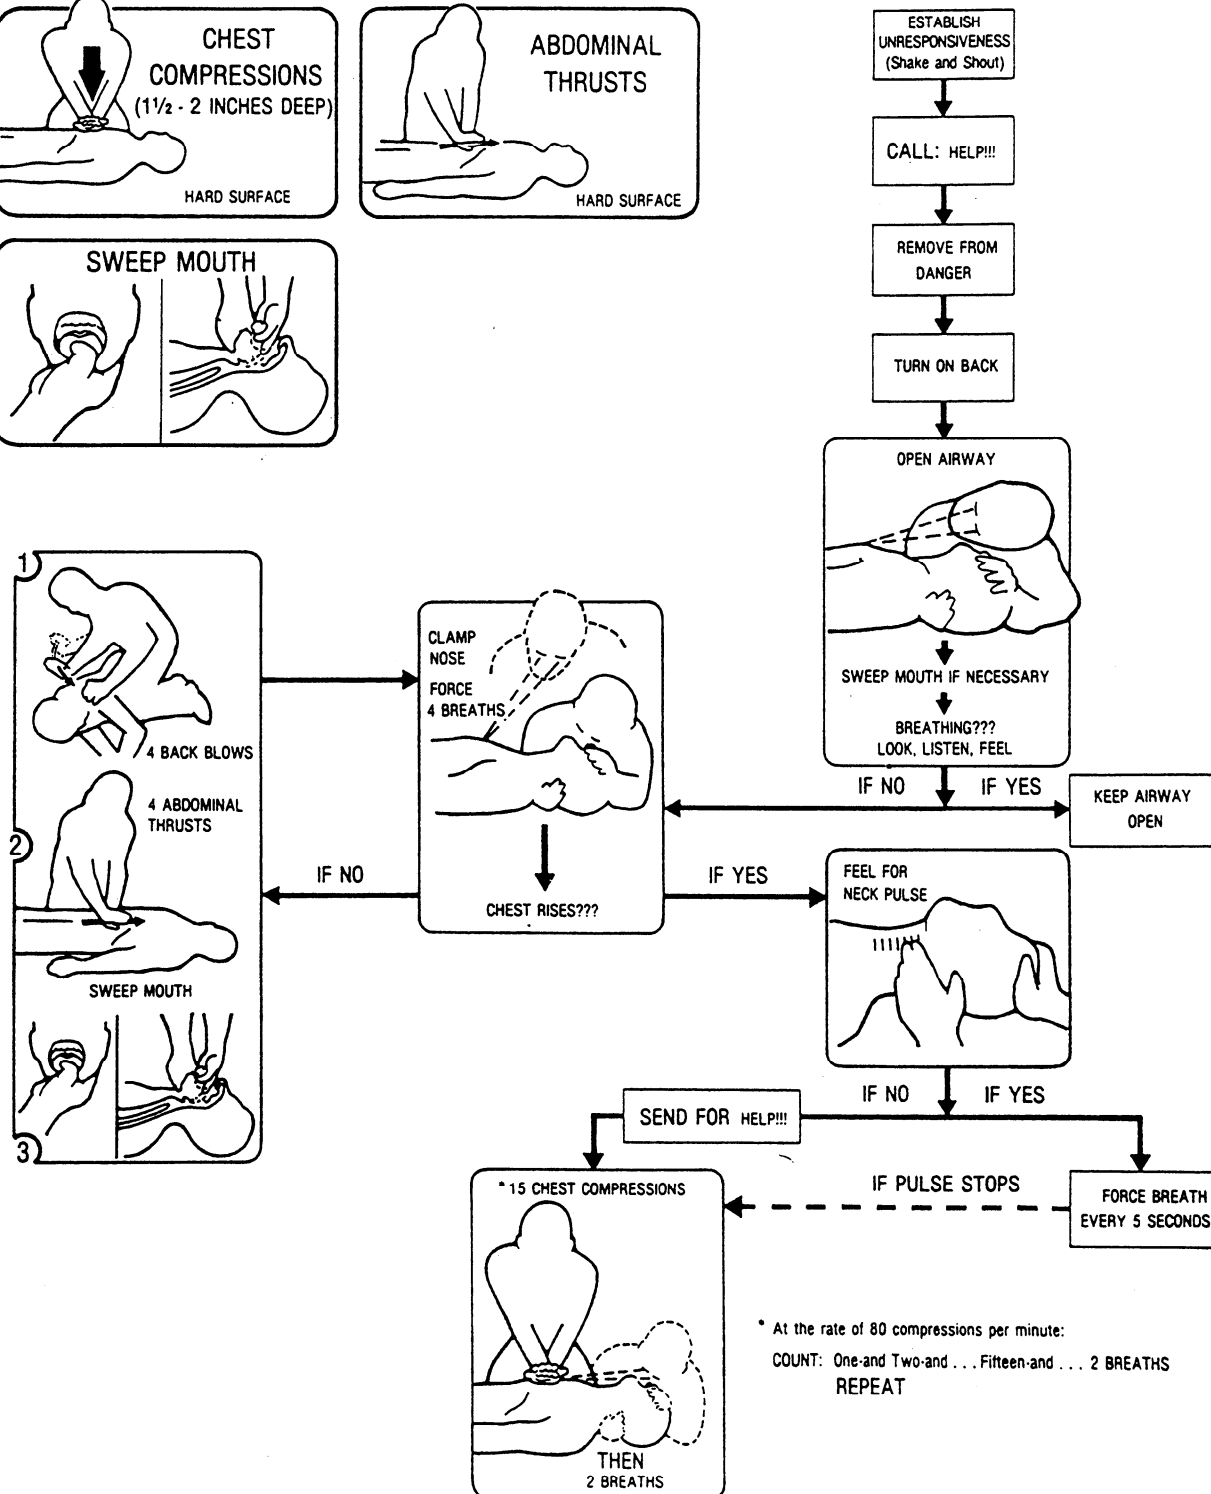 CHEST
COMPRESSIONS
(1½ - 2 INCHES DEEP)
HARD SURFACE
ABDOMINAL
THRUSTS
HARD SURFACE
SWEEP MOUTH
ESTABLISH
UNRESPONSIVENESS
(Shake and Shout)
CALL: HELP!!!
REMOVE FROM
DANGER
TURN ON BACK
OPEN AIRWAY
SWEEP MOUTH IF NECESSARY
BREATHING???
LOOK, LISTEN, FEEL
IF NO
IF YES
KEEP AIRWAY
OPEN
CLAMP
NOSE
FORCE
4 BREATHS
CHEST RISES???
IF NO
IF YES
1
4 BACK BLOWS
4 ABDOMINAL
THRUSTS
2
SWEEP MOUTH
3
FEEL FOR
NECK PULSE
IF NO
IF YES
SEND FOR HELP!!!
FORCE BREATH
EVERY 5 SECONDS
IF PULSE STOPS
* 15 CHEST COMPRESSIONS
THEN
2 BREATHS
* At the rate of 80 compressions per minute:
COUNT: One-and Two-and . . . Fifteen-and . . . 2 BREATHS
REPEAT